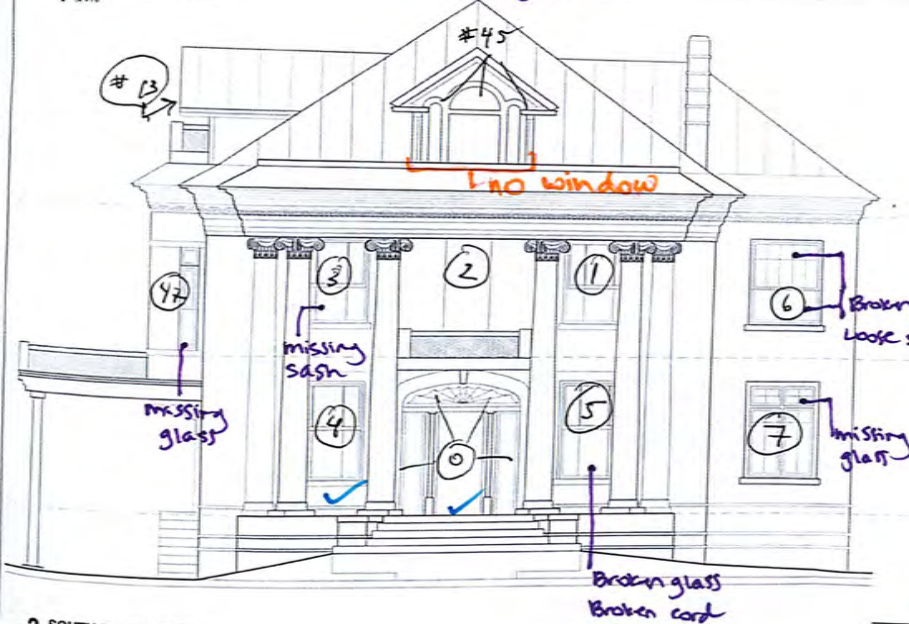 #45
#13
no window
3
2
1
47
6
Broken
Loose
missing
sash
massing
glass
4
0
5
7
missing
glass
Broken glass
Broken cord